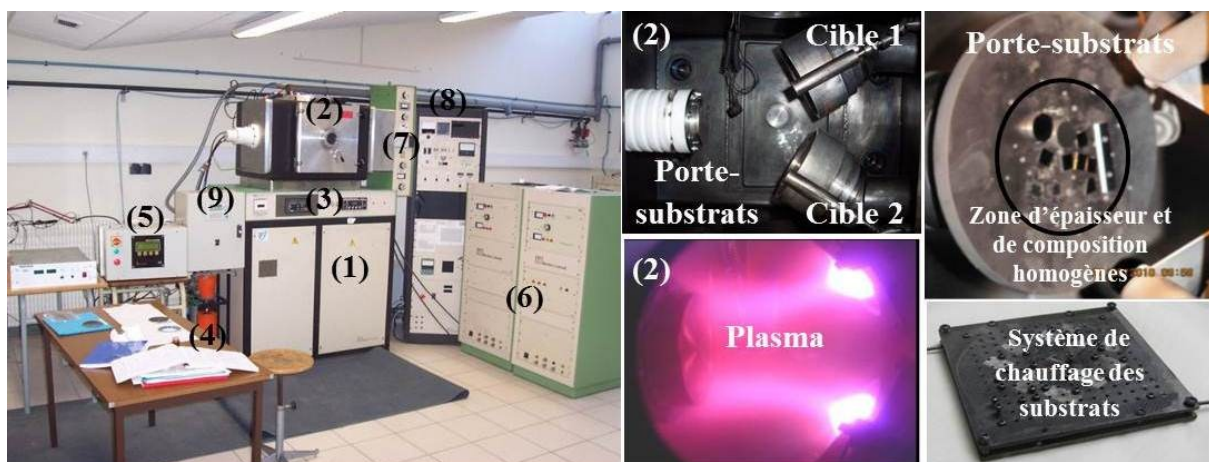 (2)
(8)
(7)
(9)
(3)
(5)
(1)
(6)
(4)
(2)
Cible 1
Porte-
substrats
Cible 2
(2)
Plasma
Porte-substrats
Zone d'épaisseur et
de composition
homogènes
Système de
chauffage des
substrats